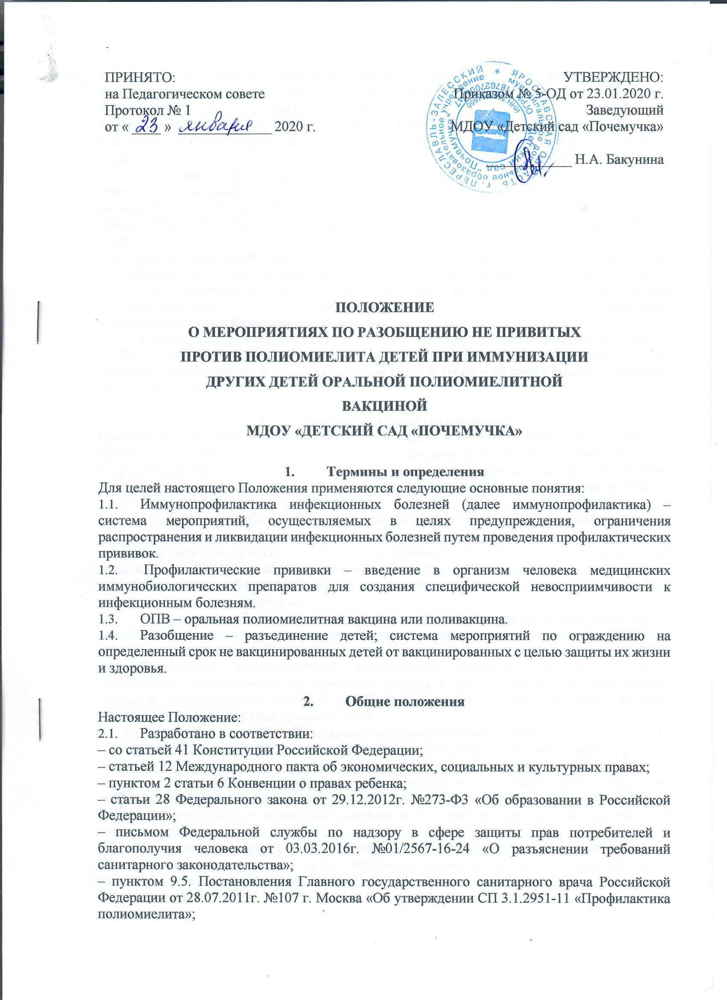 ПРИНЯТО:
на Педагогическом совете
Протокол № 1
от « 23 » января 2020 г.
УТВЕРЖДЕНО:
Приказом № 5-ОД от 23.01.2020 г.
Заведующий
МДОУ «Детский сад «Почемучка»
Н.А. Бакунина
ЯРОСЛАВСКАЯ ОБЛАСТЬ г. ПЕРЕСЛАВЛЬ-ЗАЛЕССКИЙ
муниципальное дошкольное образовательное учреждение
"Детский сад "Почемучка"
ПОЛОЖЕНИЕ
О МЕРОПРИЯТИЯХ ПО РАЗОБЩЕНИЮ НЕ ПРИВИТЫХ
ПРОТИВ ПОЛИОМИЕЛИТА ДЕТЕЙ ПРИ ИММУНИЗАЦИИ
ДРУГИХ ДЕТЕЙ ОРАЛЬНОЙ ПОЛИОМИЕЛИТНОЙ
ВАКЦИНОЙ
МДОУ «ДЕТСКИЙ САД «ПОЧЕМУЧКА»
1. Термины и определения
Для целей настоящего Положения применяются следующие основные понятия:
1.1. Иммунопрофилактика инфекционных болезней (далее иммунопрофилактика) –
система мероприятий, осуществляемых в целях предупреждения, ограничения
распространения и ликвидации инфекционных болезней путем проведения профилактических
прививок.
1.2. Профилактические прививки – введение в организм человека медицинских
иммунобиологических препаратов для создания специфической невосприимчивости к
инфекционным болезням.
1.3. ОПВ – оральная полиомиелитная вакцина или поливакцина.
1.4. Разобщение – разъединение детей; система мероприятий по ограждению на
определенный срок не вакцинированных детей от вакцинированных с целью защиты их жизни
и здоровья.
2. Общие положения
Настоящее Положение:
2.1. Разработано в соответствии:
– со статьей 41 Конституции Российской Федерации;
– статьей 12 Международного пакта об экономических, социальных и культурных правах;
– пунктом 2 статьи 6 Конвенции о правах ребенка;
– статьи 28 Федерального закона от 29.12.2012г. №273-ФЗ «Об образовании в Российской
Федерации»;
– письмом Федеральной службы по надзору в сфере защиты прав потребителей и
благополучия человека от 03.03.2016г. №01/2567-16-24 «О разъяснении требований
санитарного законодательства»;
– пунктом 9.5. Постановления Главного государственного санитарного врача Российской
Федерации от 28.07.2011г. №107 г. Москва «Об утверждении СП 3.1.2951-11 «Профилактика
полиомиелита»;